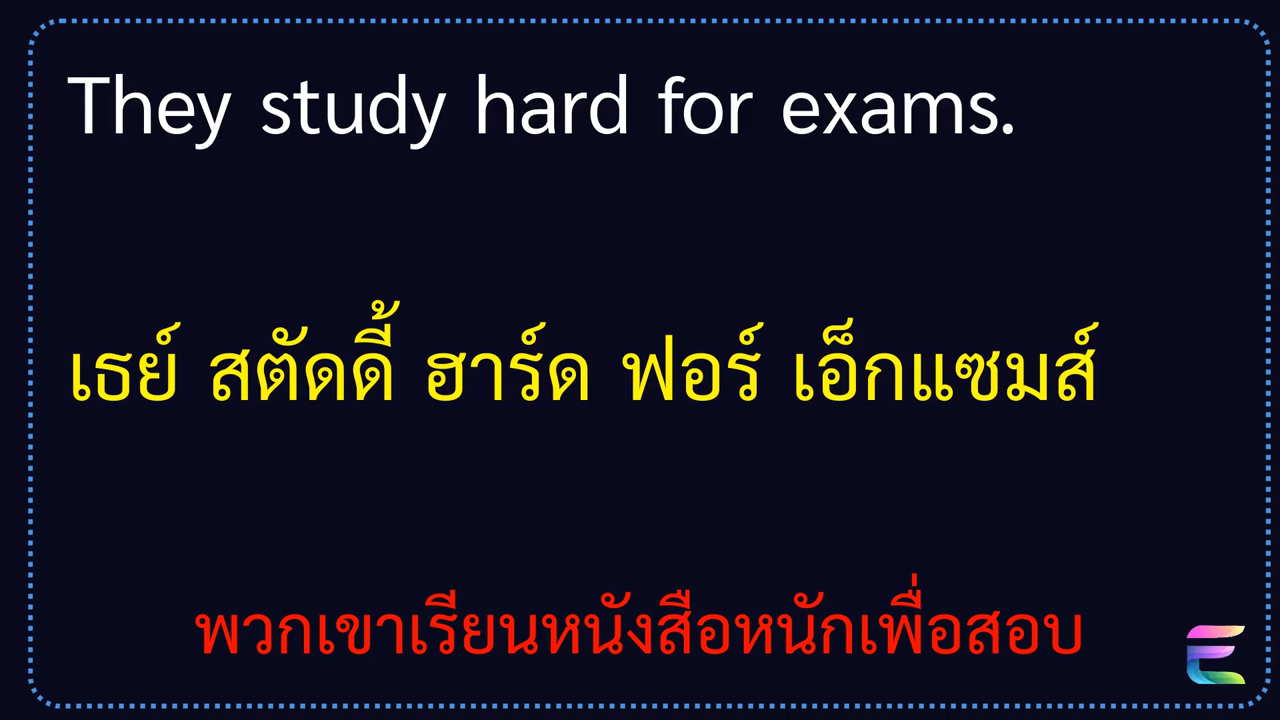 They study hard for exams.
เธย์ สตัดดี้ ฮาร์ด ฟอร์ เอ็กแซมส์
พวกเขาเรียนหนังสือหนักเพื่อสอบ